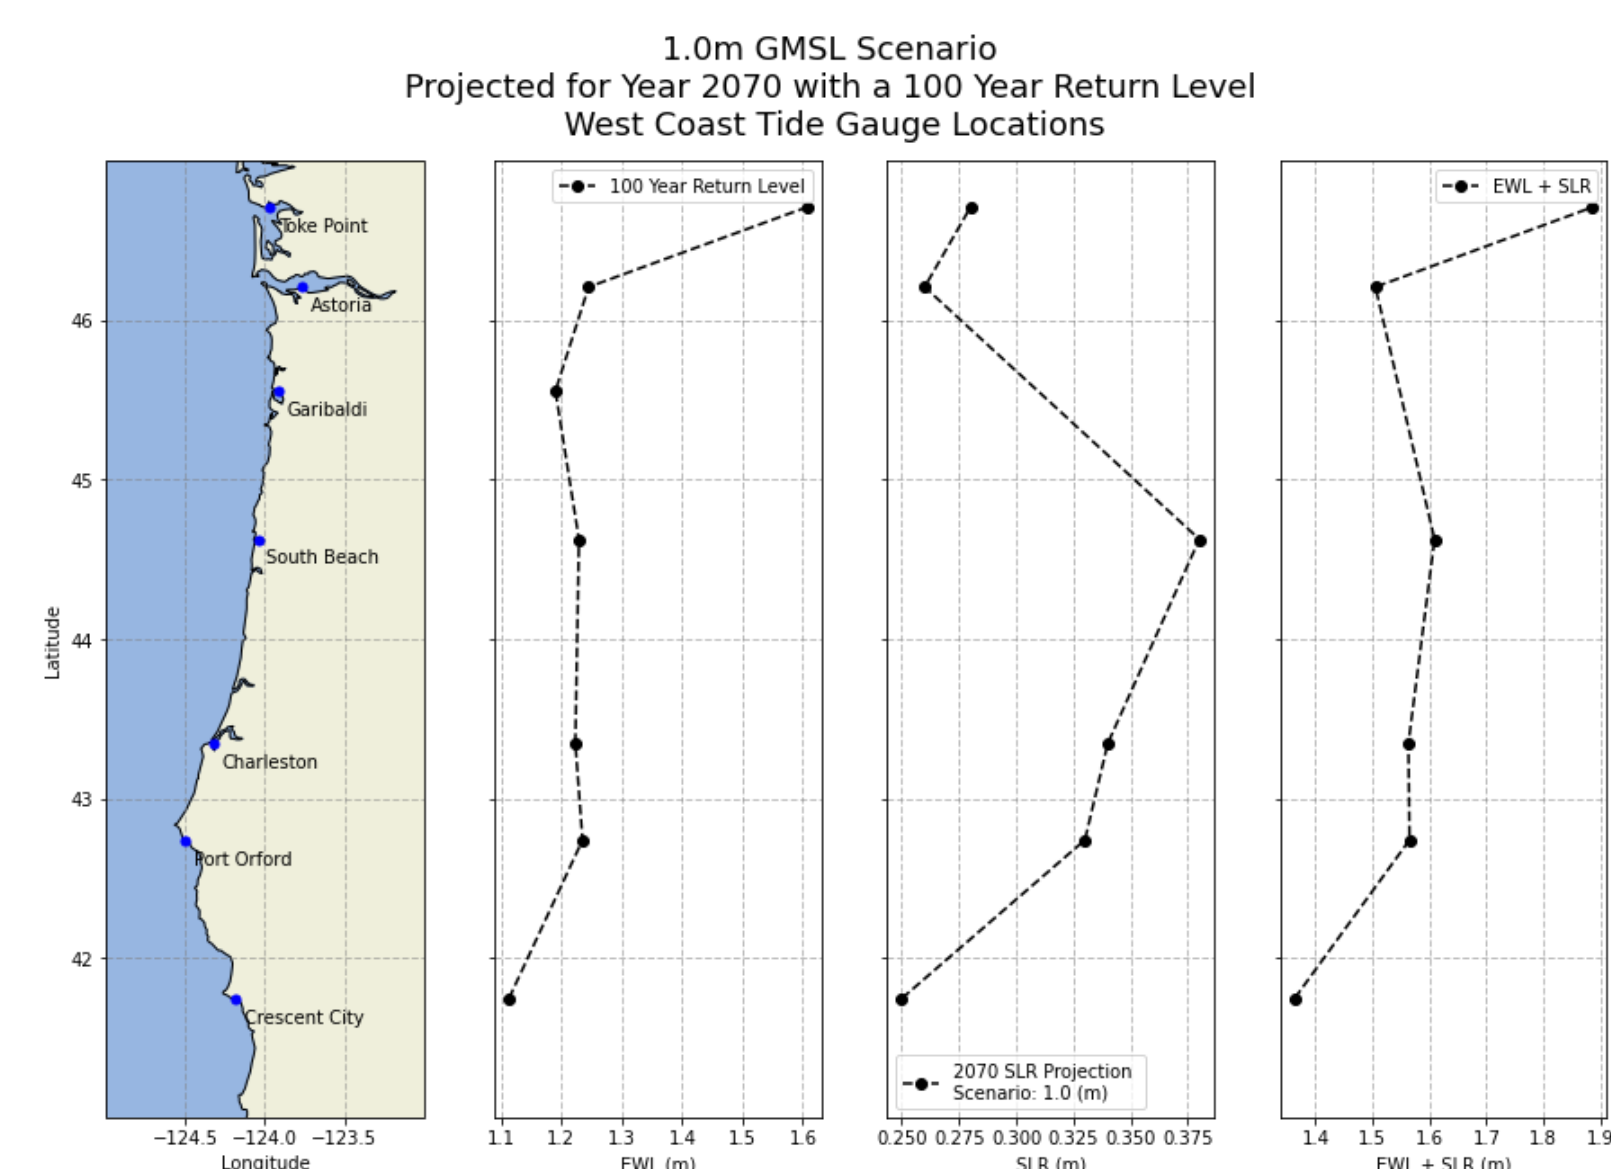 1.0m GMSL Scenario
Projected for Year 2070 with a 100 Year Return Level
West Coast Tide Gauge Locations
Toke Point
Astoria
Garibaldi
South Beach
Charleston
Port Orford
Crescent City
46
45
44
43
42
Latitude
−124.5 −124.0 −123.5
Longitude
100 Year Return Level
1.1 1.2 1.3 1.4 1.5 1.6
EWL (m)
2070 SLR Projection
Scenario: 1.0 (m)
0.250 0.275 0.300 0.325 0.350 0.375
SLR (m)
EWL + SLR
1.4 1.5 1.6 1.7 1.8 1.9
EWL + SLR (m)